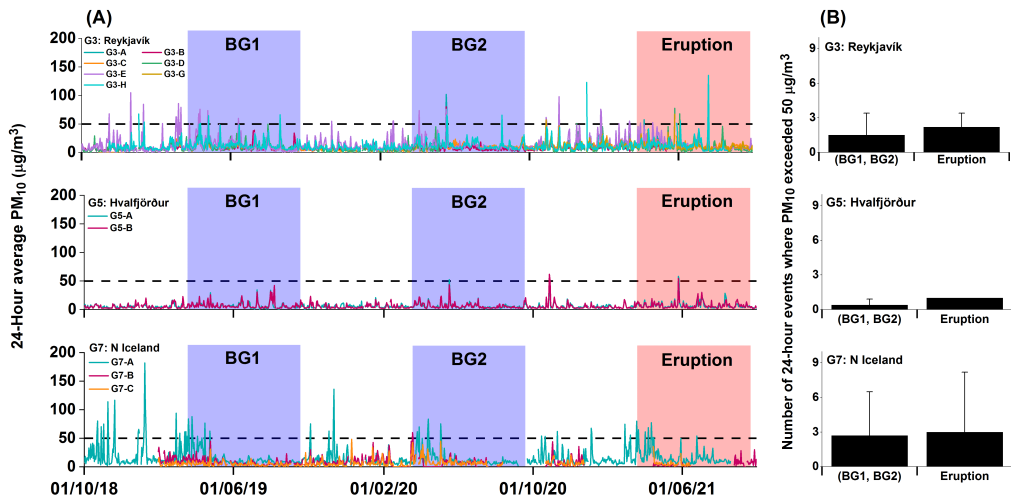 (A)
24-Hour average PM10 (µg/m³)
200
150
100
50
0
G3: Reykjavík
G3-A G3-B
G3-C G3-D
G3-E G3-G
G3-H
BG1
BG2
Eruption
200
150
100
50
0
G5: Hvalfjörður
G5-A
G5-B
BG1
BG2
Eruption
200
150
100
50
0
G7: N Iceland
G7-A
G7-B
G7-C
BG1
BG2
Eruption
01/10/18 01/06/19 01/02/20 01/10/20 01/06/21
(B)
Number of 24-hour events where PM10 exceeded 50 µg/m3
G3: Reykjavík
9
6
3
0
(BG1, BG2) Eruption
G5: Hvalfjörður
9
6
3
0
(BG1, BG2) Eruption
G7: N Iceland
9
6
3
0
(BG1, BG2) Eruption